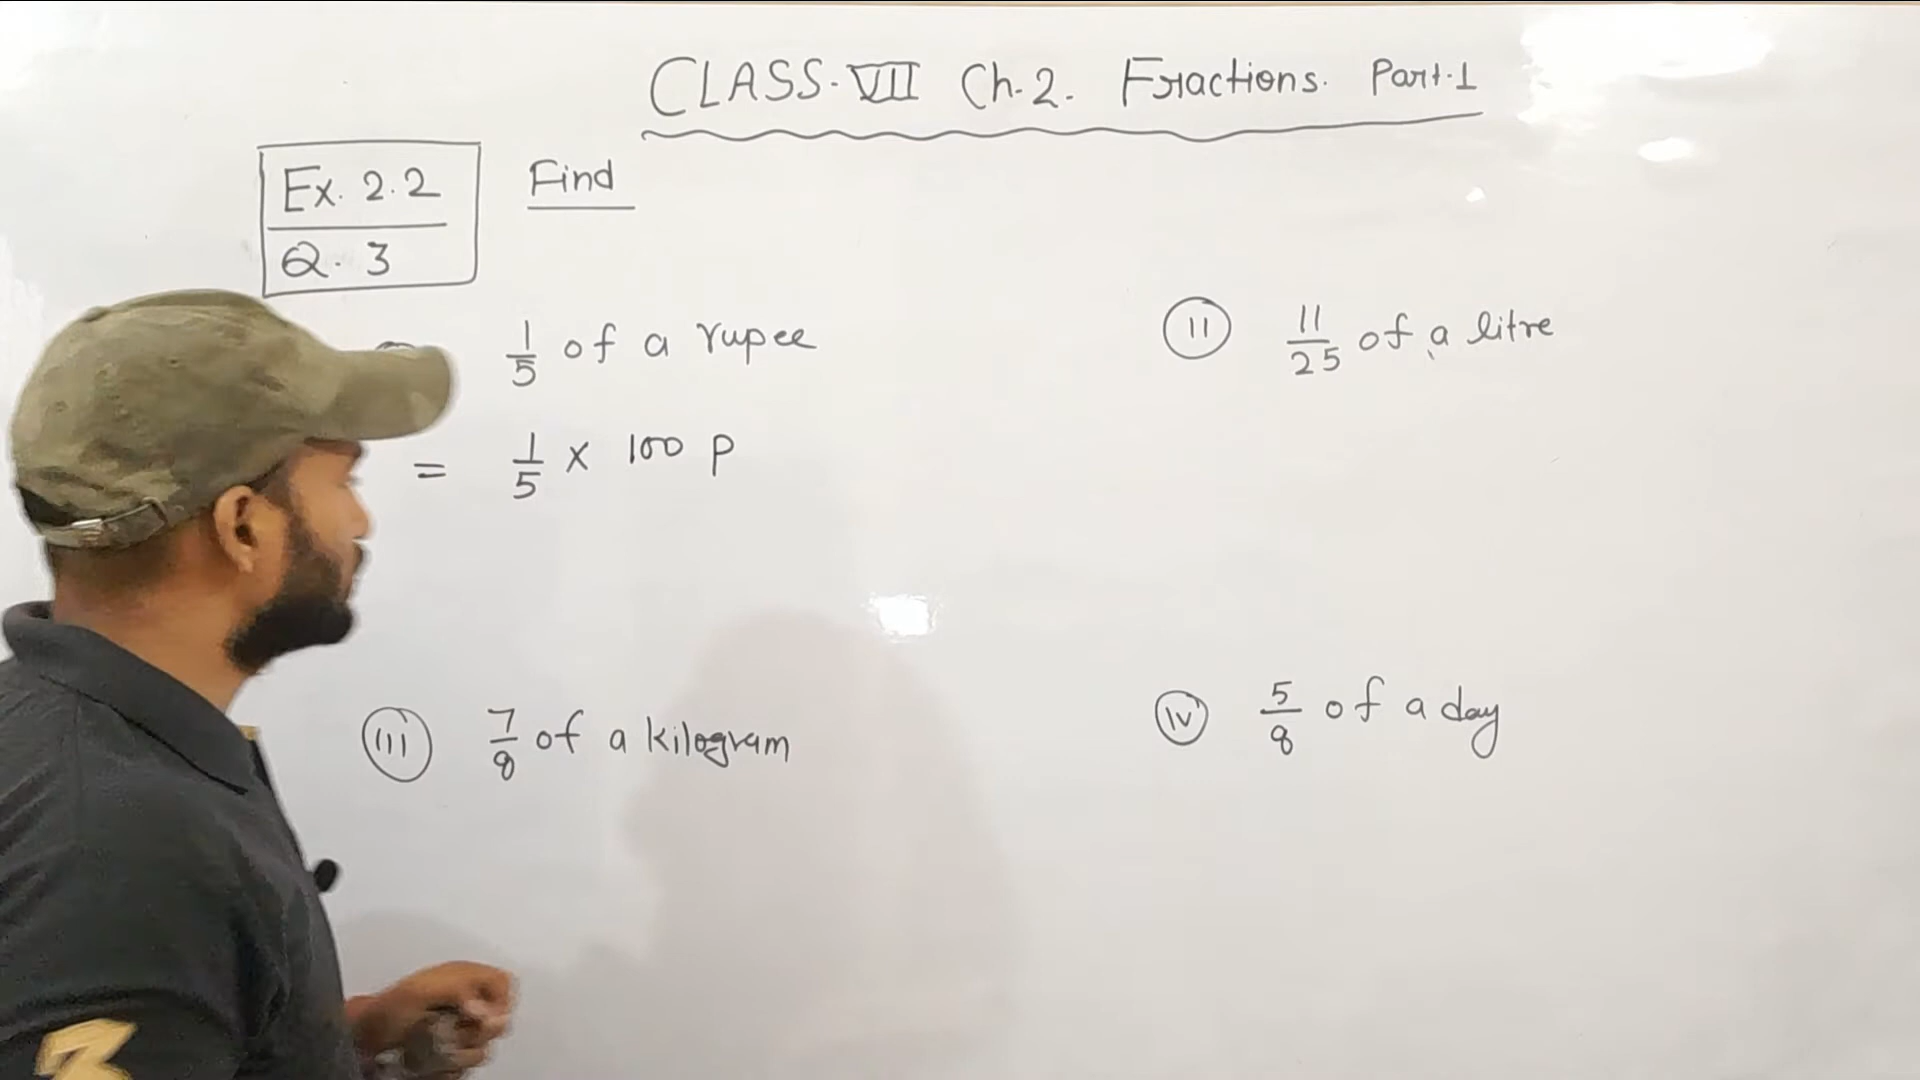 CLASS-VII Ch-2. Fractions. Part-1
Ex. 2.2
Q. 3
Find
1/5 of a rupee
= 1/5 × 100 P
(II) 11/25 of a litre
(III) 7/8 of a kilogram
(IV) 5/8 of a day
3